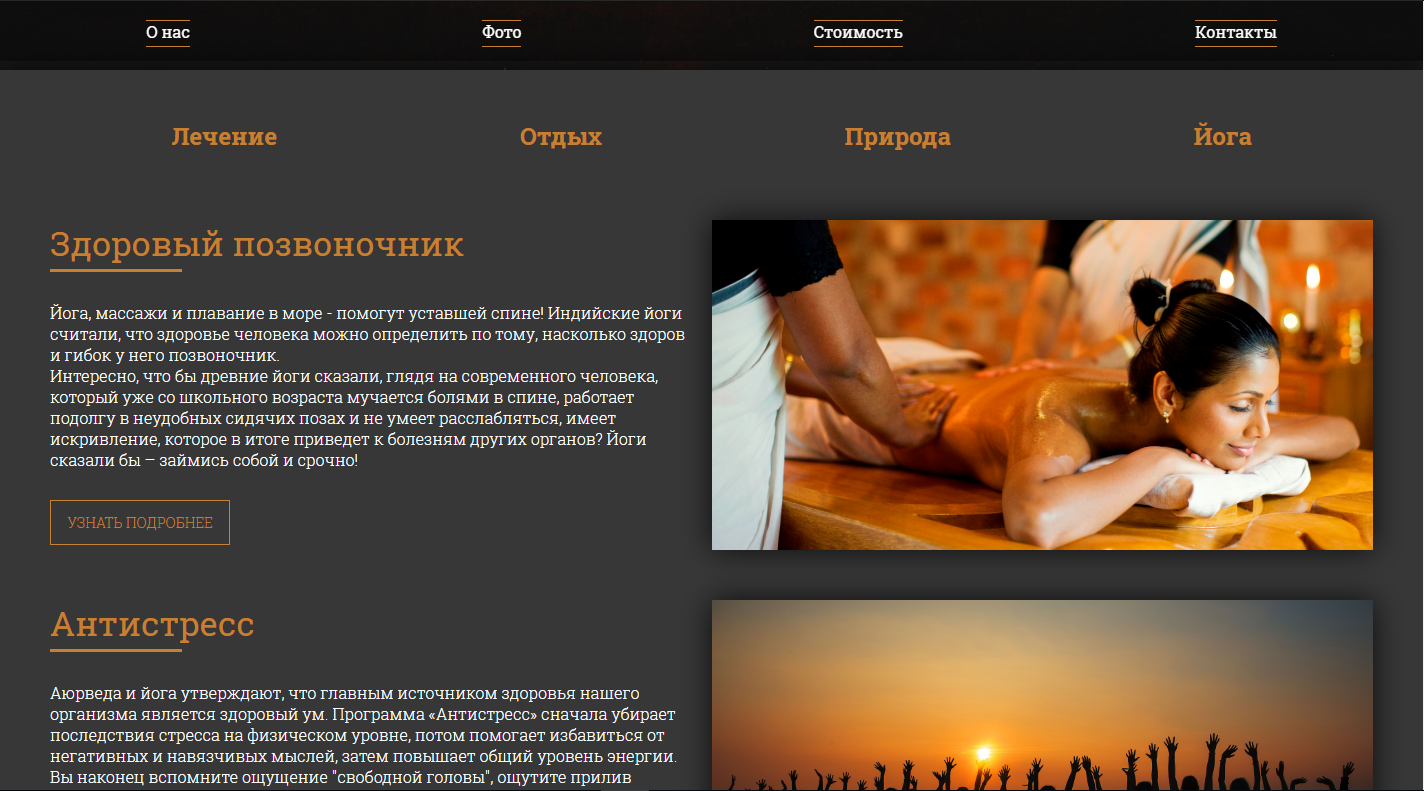 О нас
Фото
Стоимость
Контакты
Лечение
Отдых
Природа
Йога
Здоровый позвоночник
Йога, массажи и плавание в море - помогут уставшей спине! Индийские йоги
считали, что здоровье человека можно определить по тому, насколько здоров
и гибок у него позвоночник.
Интересно, что бы древние йоги сказали, глядя на современного человека,
который уже со школьного возраста мучается болями в спине, работает
подолгу в неудобных сидячих позах и не умеет расслабляться, имеет
искривление, которое в итоге приведет к болезням других органов? Йоги
сказали бы – займись собой и срочно!
УЗНАТЬ ПОДРОБНЕЕ
Антистресс
Аюрведа и йога утверждают, что главным источником здоровья нашего
организма является здоровый ум. Программа «Антистресс» сначала убирает
последствия стресса на физическом уровне, потом помогает избавиться от
негативных и навязчивых мыслей, затем повышает общий уровень энергии.
Вы наконец вспомните ощущение "свободной головы", ощутите прилив